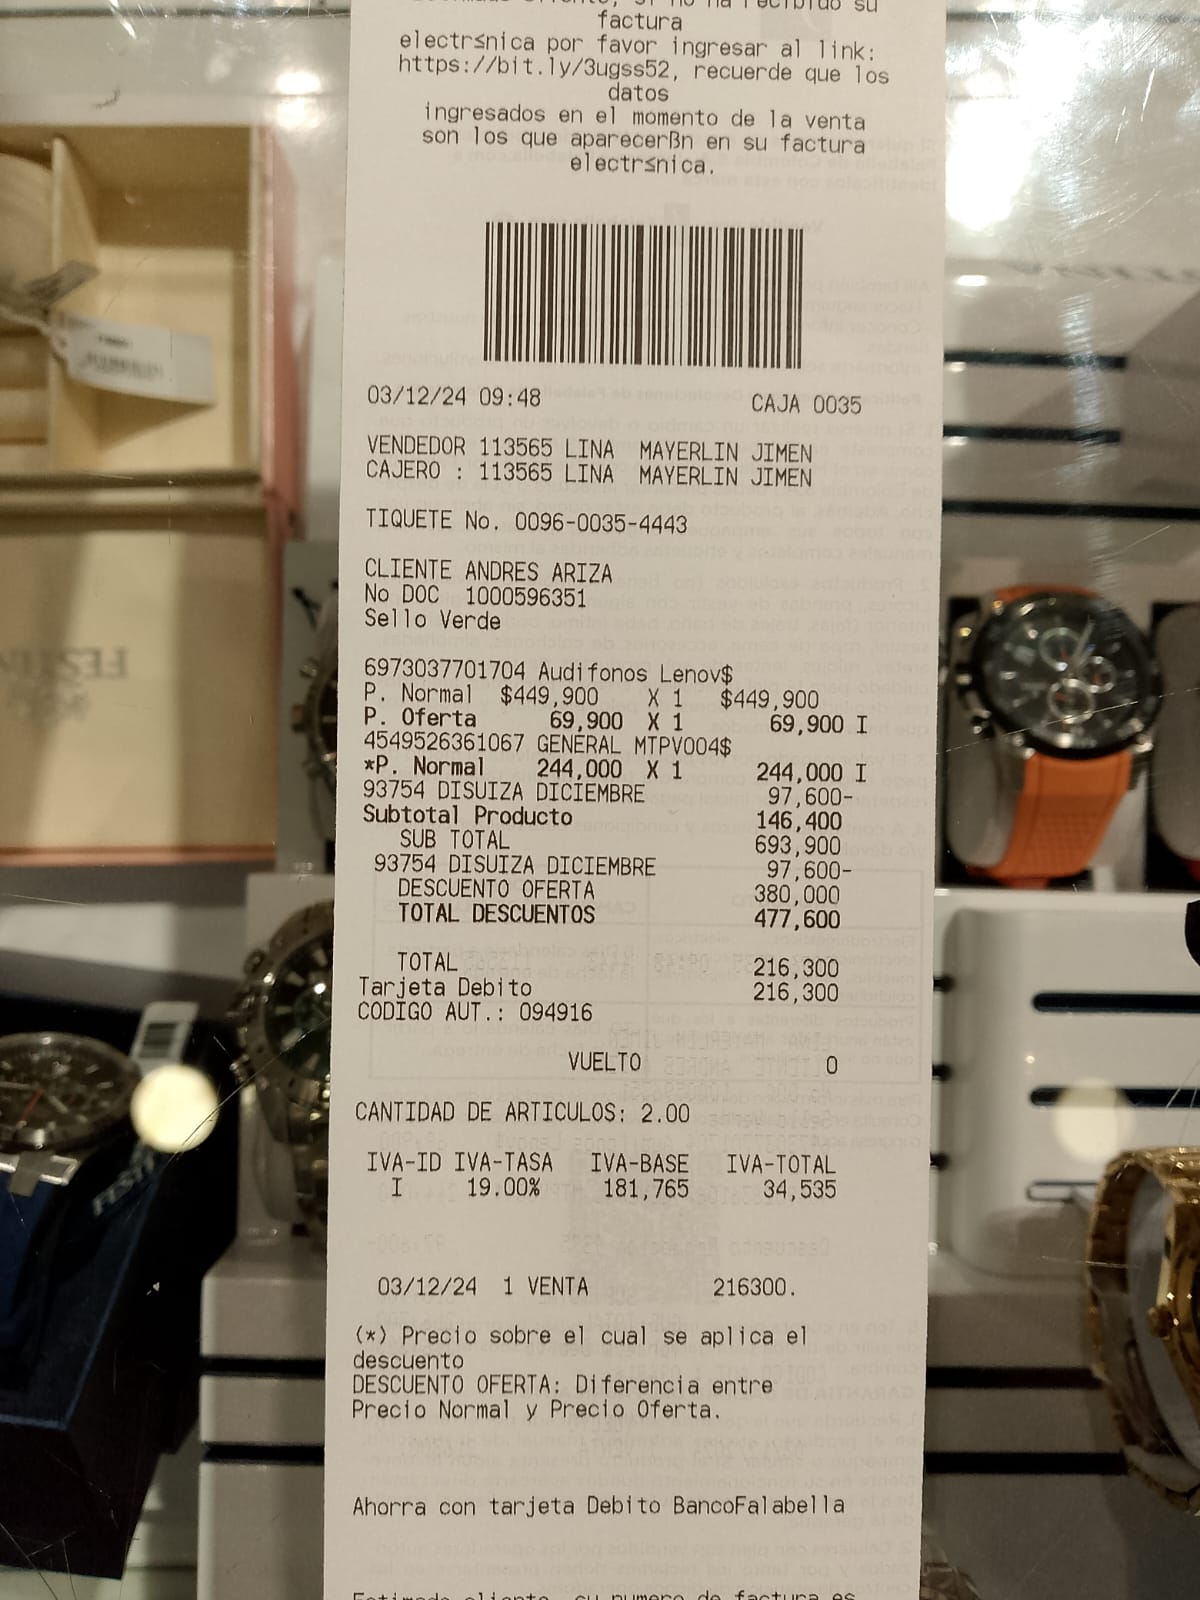 factura
electr≤nica por favor ingresar al link:
https://bit.ly/3ugss52, recuerde que los
datos
ingresados en el momento de la venta
son los que aparecerßn en su factura
electr≤nica.
03/12/24 09:48 CAJA 0035
VENDEDOR 113565 LINA MAYERLIN JIMEN
CAJERO : 113565 LINA MAYERLIN JIMEN
TIQUETE No. 0096-0035-4443
CLIENTE ANDRES ARIZA
No DOC 1000596351
Sello Verde
6973037701704 Audifonos Lenov$
P. Normal $449,900 X 1 $449,900
P. Oferta 69,900 X 1 69,900 I
4549526361067 GENERAL MTPV004$
*P. Normal 244,000 X 1 244,000 I
93754 DISUIZA DICIEMBRE 97,600-
Subtotal Producto 146,400
SUB TOTAL 693,900
93754 DISUIZA DICIEMBRE 97,600-
DESCUENTO OFERTA 380,000
TOTAL DESCUENTOS 477,600
TOTAL 216,300
Tarjeta Debito 216,300
CODIGO AUT.: 094916
VUELTO 0
CANTIDAD DE ARTICULOS: 2.00
IVA-ID IVA-TASA IVA-BASE IVA-TOTAL
I 19.00% 181,765 34,535
03/12/24 1 VENTA 216300.
(*) Precio sobre el cual se aplica el
descuento
DESCUENTO OFERTA: Diferencia entre
Precio Normal y Precio Oferta.
Ahorra con tarjeta Debito BancoFalabella